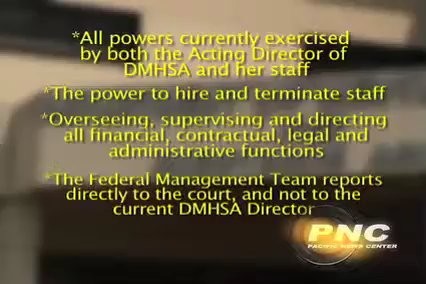 *All powers currently exercised
by both the Acting Director of
DMHSA and her staff
*The power to hire and terminate staff
*Overseeing, supervising and directing
all financial, contractual, legal and
administrative functions
*The Federal Management Team reports
directly to the court, and not to the
current DMHSA Director
PNC
PACIFIC NEWS CENTER